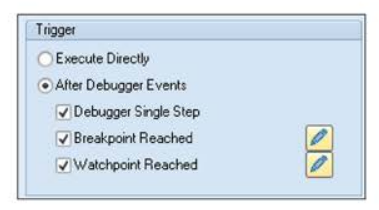 Trigger
Execute Directly
After Debugger Events
Debugger Single Step
Breakpoint Reached
Watchpoint Reached